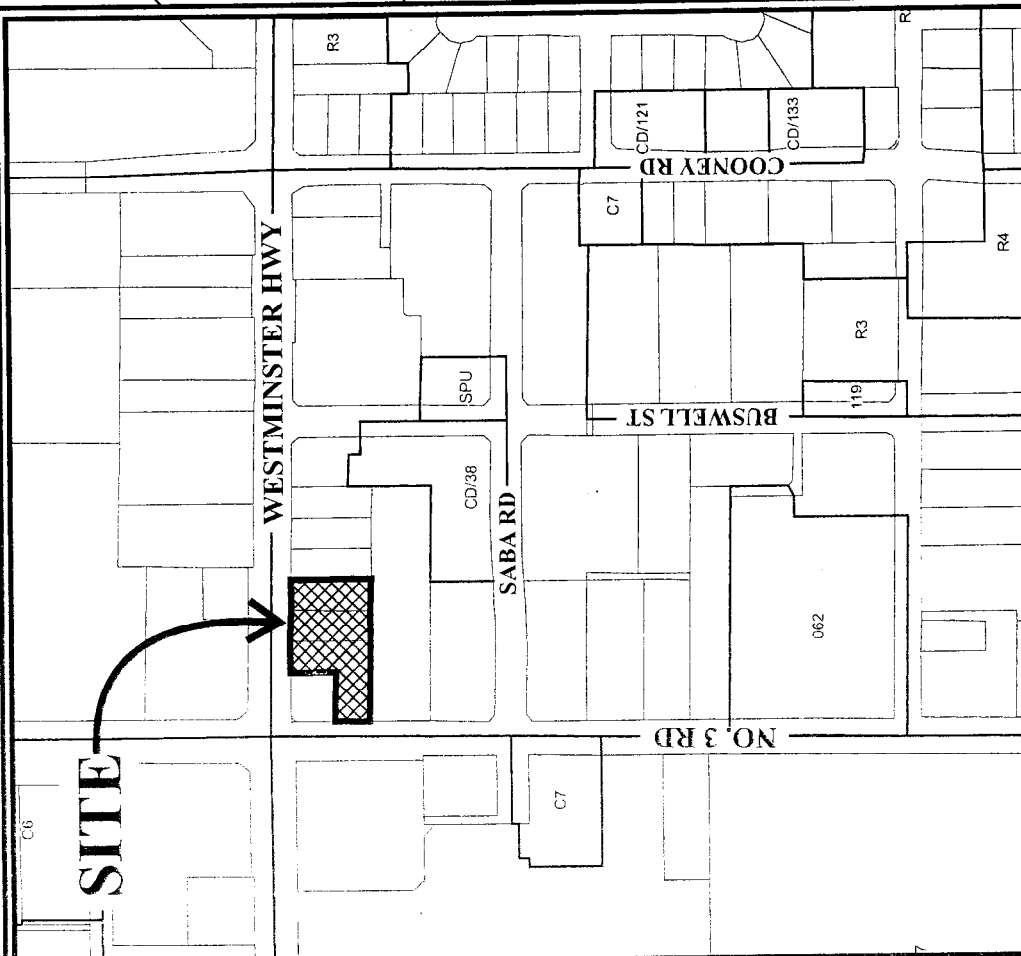 R3
CD/121
CD/133
COONEY RD
C7
R4
WESTMINSTER HWY
R3
SPU
119
BUSWELL ST
CD/38
SABA RD
062
NO. 3 RD
SITE
C6
C7